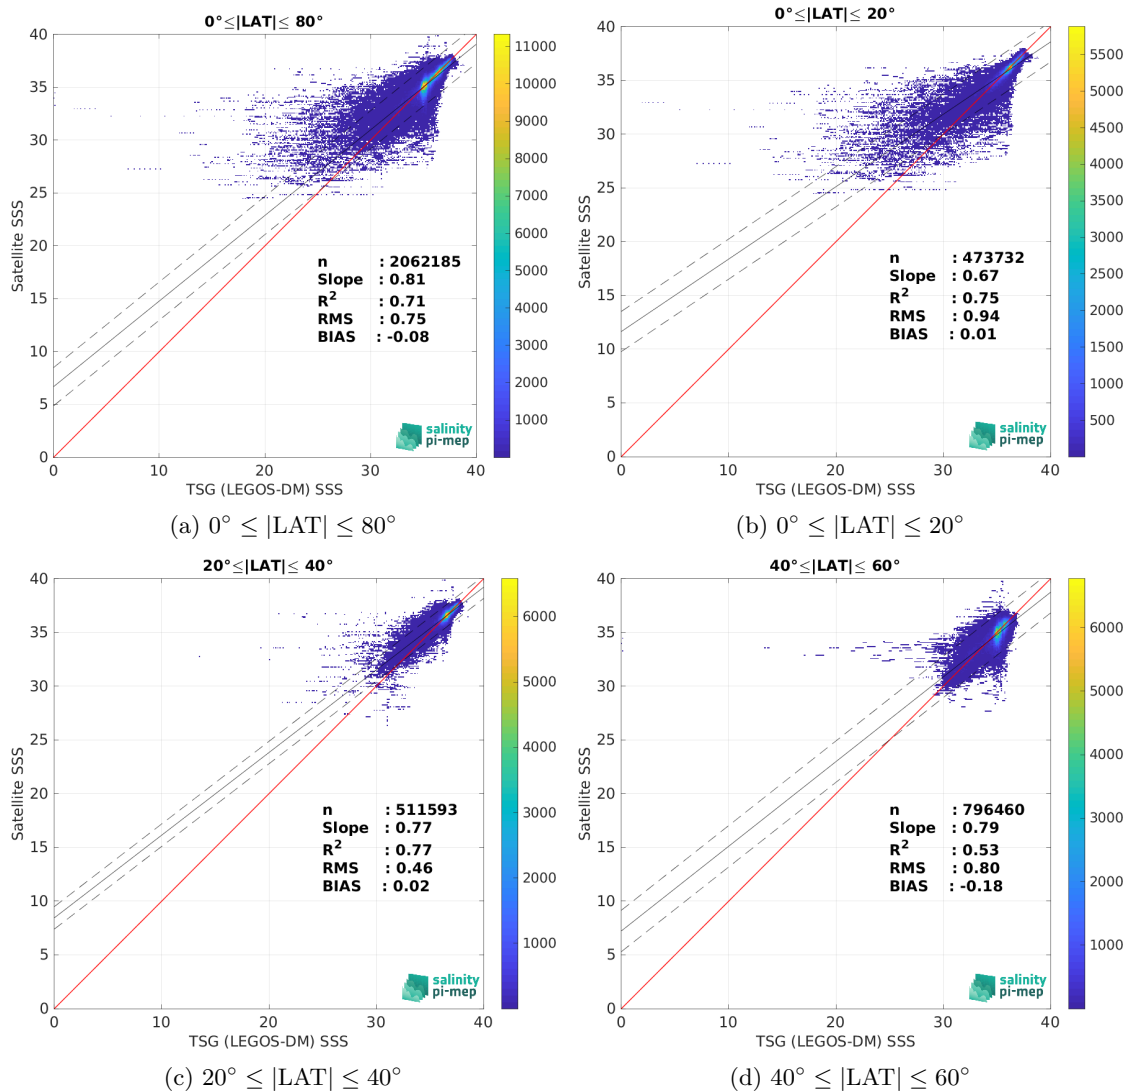 0°≤|LAT|≤ 80°
40
35
30
25
20
15
10
5
0
Satellite SSS
n : 2062185
Slope : 0.81
R² : 0.71
RMS : 0.75
BIAS : -0.08
salinity
pi-mep
0 10 20 30 40
TSG (LEGOS-DM) SSS
11000
10000
9000
8000
7000
6000
5000
4000
3000
2000
1000
(a) 0° ≤ |LAT| ≤ 80°
0°≤|LAT|≤ 20°
40
35
30
25
20
15
10
5
0
Satellite SSS
n : 473732
Slope : 0.67
R² : 0.75
RMS : 0.94
BIAS : 0.01
salinity
pi-mep
0 10 20 30 40
TSG (LEGOS-DM) SSS
5500
5000
4500
4000
3500
3000
2500
2000
1500
1000
500
(b) 0° ≤ |LAT| ≤ 20°
20°≤|LAT|≤ 40°
40
35
30
25
20
15
10
5
0
Satellite SSS
n : 511593
Slope : 0.77
R² : 0.77
RMS : 0.46
BIAS : 0.02
salinity
pi-mep
0 10 20 30 40
TSG (LEGOS-DM) SSS
6000
5000
4000
3000
2000
1000
(c) 20° ≤ |LAT| ≤ 40°
40°≤|LAT|≤ 60°
40
35
30
25
20
15
10
5
0
Satellite SSS
n : 796460
Slope : 0.79
R² : 0.53
RMS : 0.80
BIAS : -0.18
salinity
pi-mep
0 10 20 30 40
TSG (LEGOS-DM) SSS
6000
5000
4000
3000
2000
1000
(d) 40° ≤ |LAT| ≤ 60°